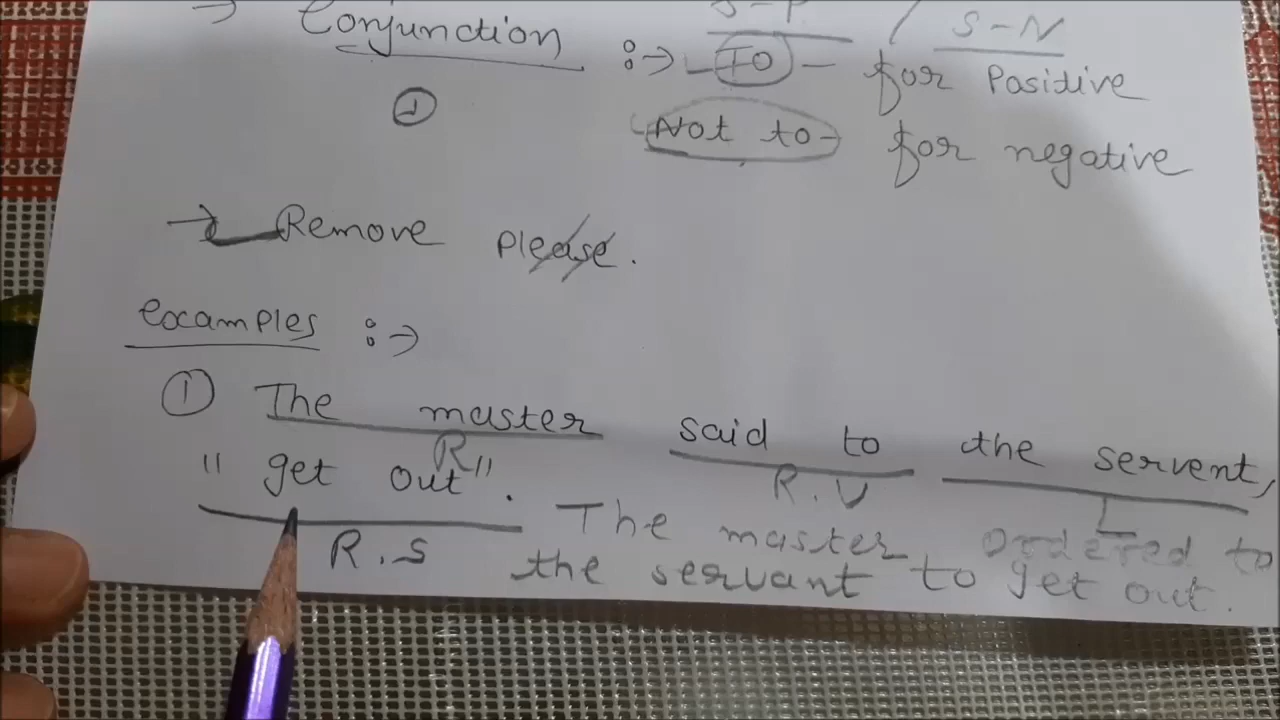 → Conjunction :→ S-P / S-N
① To - for Positive
Not to - for negative
→ Remove please.
examples :→
① The master said to the servent,
R R.V L
"get out".
R.S
The master ordered to
the servant to get out.